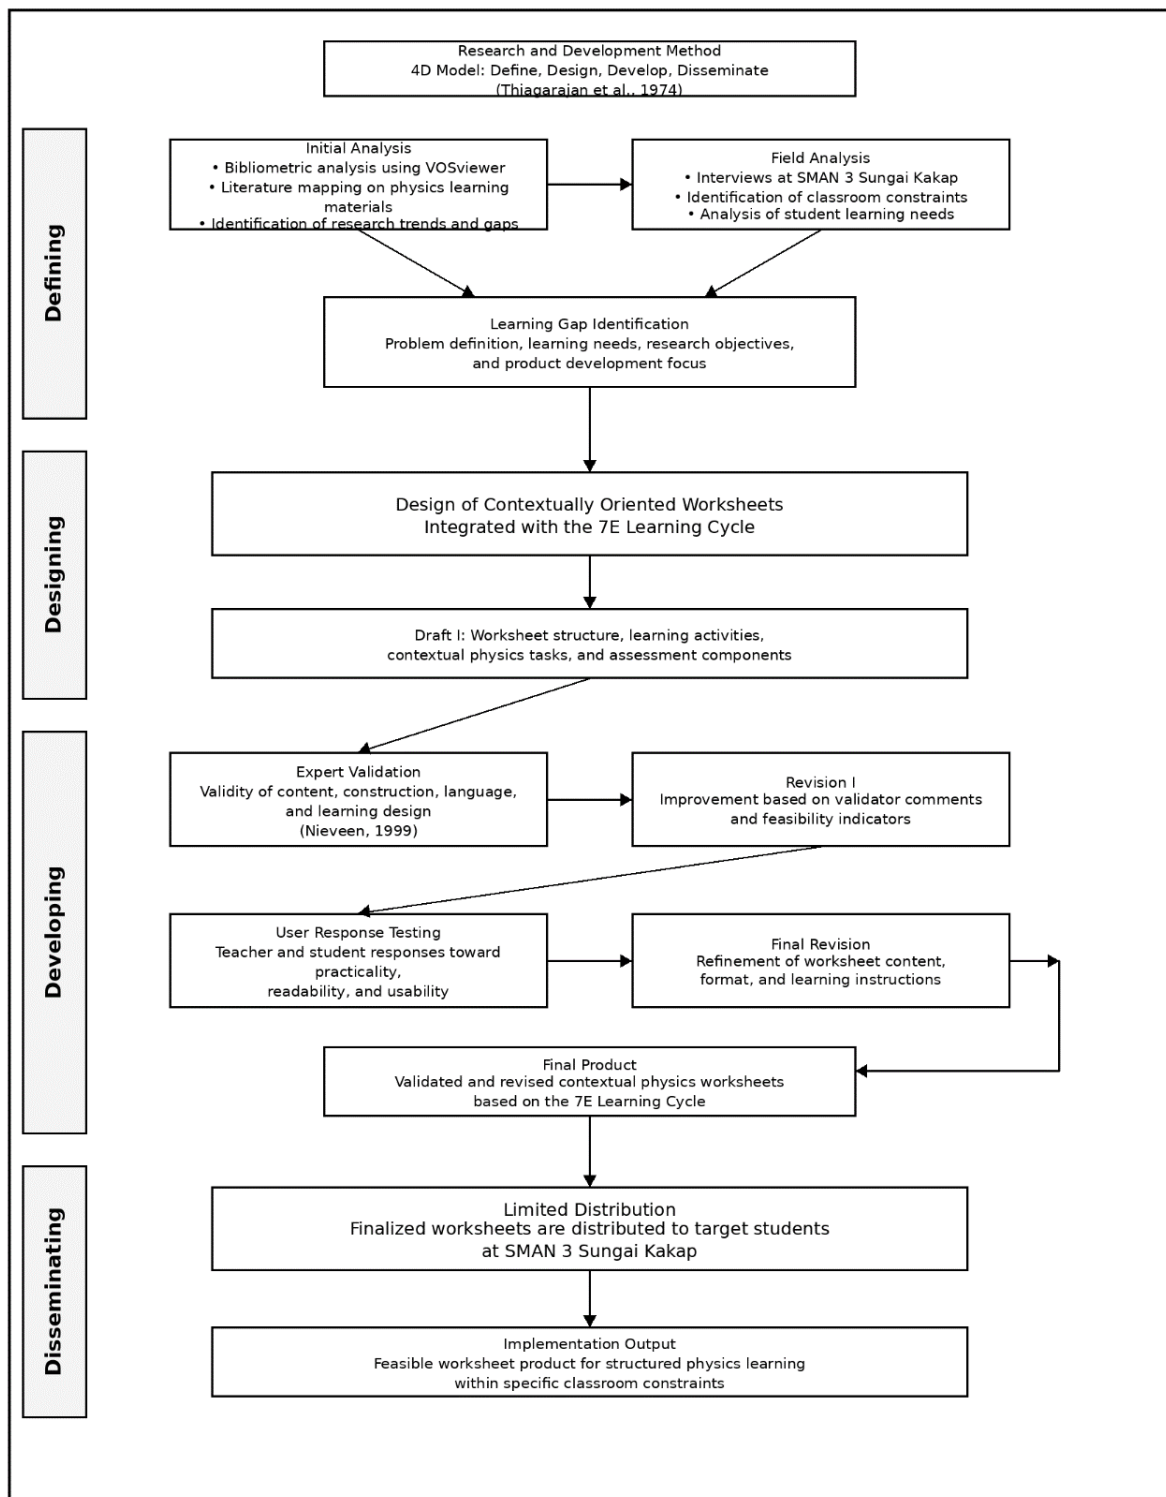 Research and Development Method
4D Model: Define, Design, Develop, Disseminate
(Thiagarajan et al., 1974)
Defining
Initial Analysis
• Bibliometric analysis using VOSviewer
• Literature mapping on physics learning
materials
• Identification of research trends and gaps
Field Analysis
• Interviews at SMAN 3 Sungai Kakap
• Identification of classroom constraints
• Analysis of student learning needs
Learning Gap Identification
Problem definition, learning needs, research objectives,
and product development focus
Designing
Design of Contextually Oriented Worksheets
Integrated with the 7E Learning Cycle
Draft I: Worksheet structure, learning activities,
contextual physics tasks, and assessment components
Developing
Expert Validation
Validity of content, construction, language,
and learning design
(Nieveen, 1999)
Revision I
Improvement based on validator comments
and feasibility indicators
User Response Testing
Teacher and student responses toward
practicality,
readability, and usability
Final Revision
Refinement of worksheet content,
format, and learning instructions
Final Product
Validated and revised contextual physics worksheets
based on the 7E Learning Cycle
Disseminating
Limited Distribution
Finalized worksheets are distributed to target students
at SMAN 3 Sungai Kakap
Implementation Output
Feasible worksheet product for structured physics learning
within specific classroom constraints